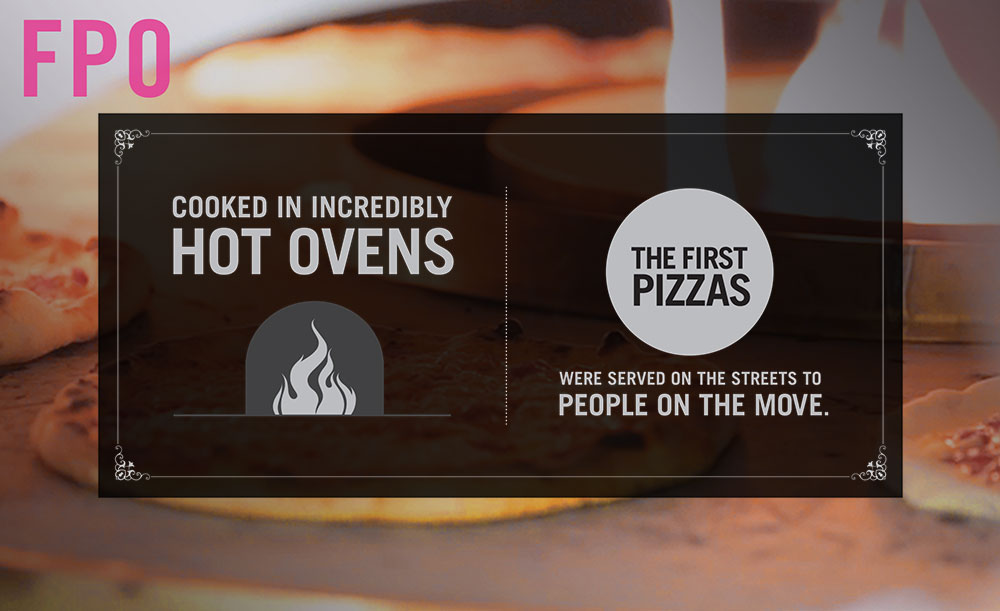 FPO
COOKED IN INCREDIBLY
HOT OVENS
THE FIRST
PIZZAS
WERE SERVED ON THE STREETS TO
PEOPLE ON THE MOVE.